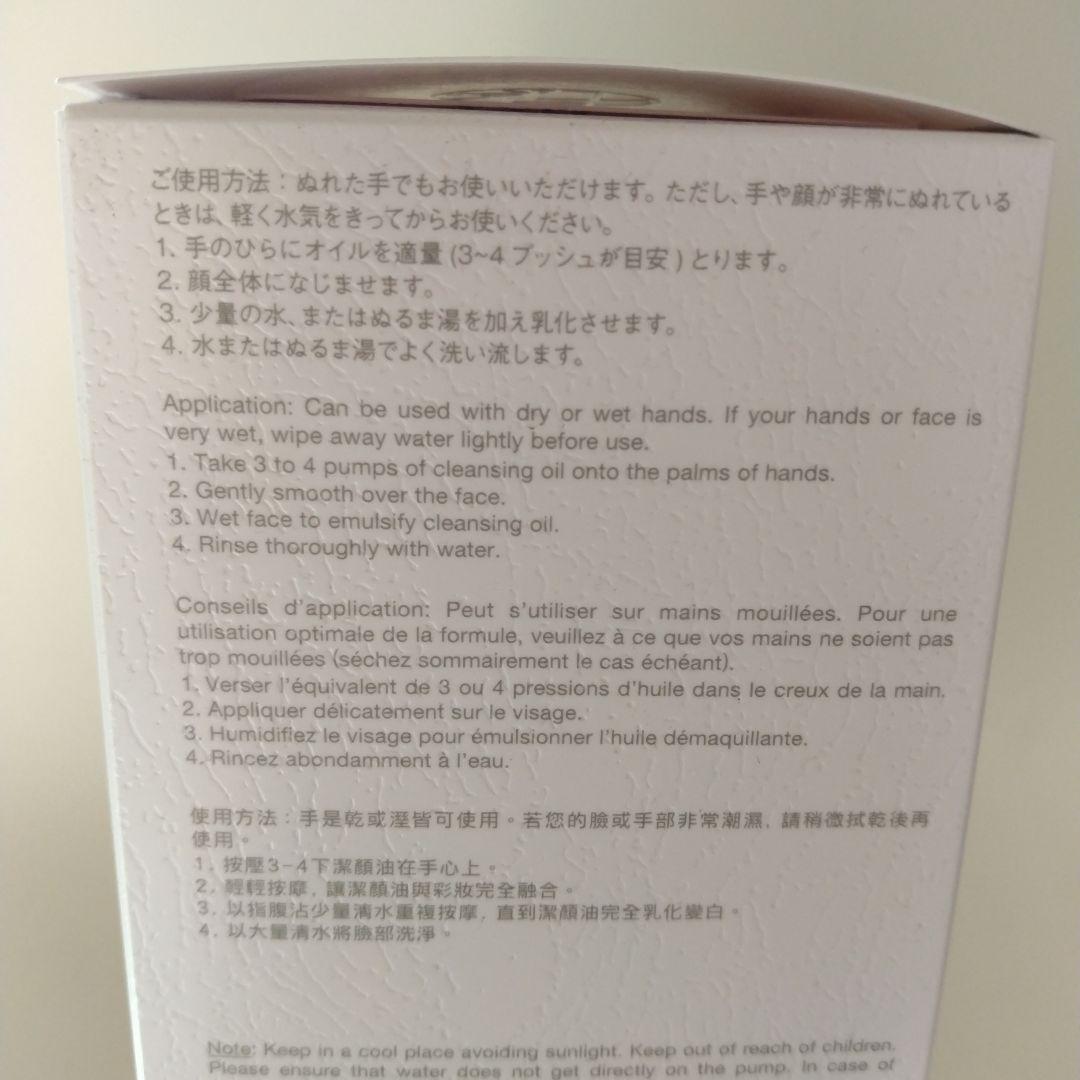 ご使用方法：ぬれた手でもお使いいただけます。ただし、手や顔が非常にぬれている
ときは、軽く水気をきってからお使いください。
1. 手のひらにオイルを適量 (3~4 プッシュが目安) とります。
2. 顔全体になじませます。
3. 少量の水、またはぬるま湯を加え乳化させます。
4. 水またはぬるま湯でよく洗い流します。
Application: Can be used with dry or wet hands. If your hands or face is
very wet, wipe away water lightly before use.
1. Take 3 to 4 pumps of cleansing oil onto the palms of hands.
2. Gently smooth over the face.
3. Wet face to emulsify cleansing oil.
4. Rinse thoroughly with water.
Conseils d'application: Peut s'utiliser sur mains mouillées. Pour une
utilisation optimale de la formule, veuillez à ce que vos mains ne soient pas
trop mouillées (séchez sommairement le cas échéant).
1. Verser l'équivalent de 3 ou 4 pressions d'huile dans le creux de la main.
2. Appliquer délicatement sur le visage.
3. Humidifiez le visage pour émulsionner l'huile démaquillante.
4. Rincez abondamment à l'eau.
使用方法：手是乾或溼皆可使用。若您的臉或手部非常潮濕, 請稍微拭乾後再
使用。
1. 按壓3-4下潔顏油在手心上。
2. 輕輕按摩, 讓潔顏油與彩妝完全融合。
3. 以指腹沾少量清水重複按摩, 直到潔顏油完全乳化變白。
4. 以大量清水將臉部洗淨。
Note: Keep in a cool place avoiding sunlight. Keep out of reach of children.
Please ensure that water does not get directly on the pump. In case of